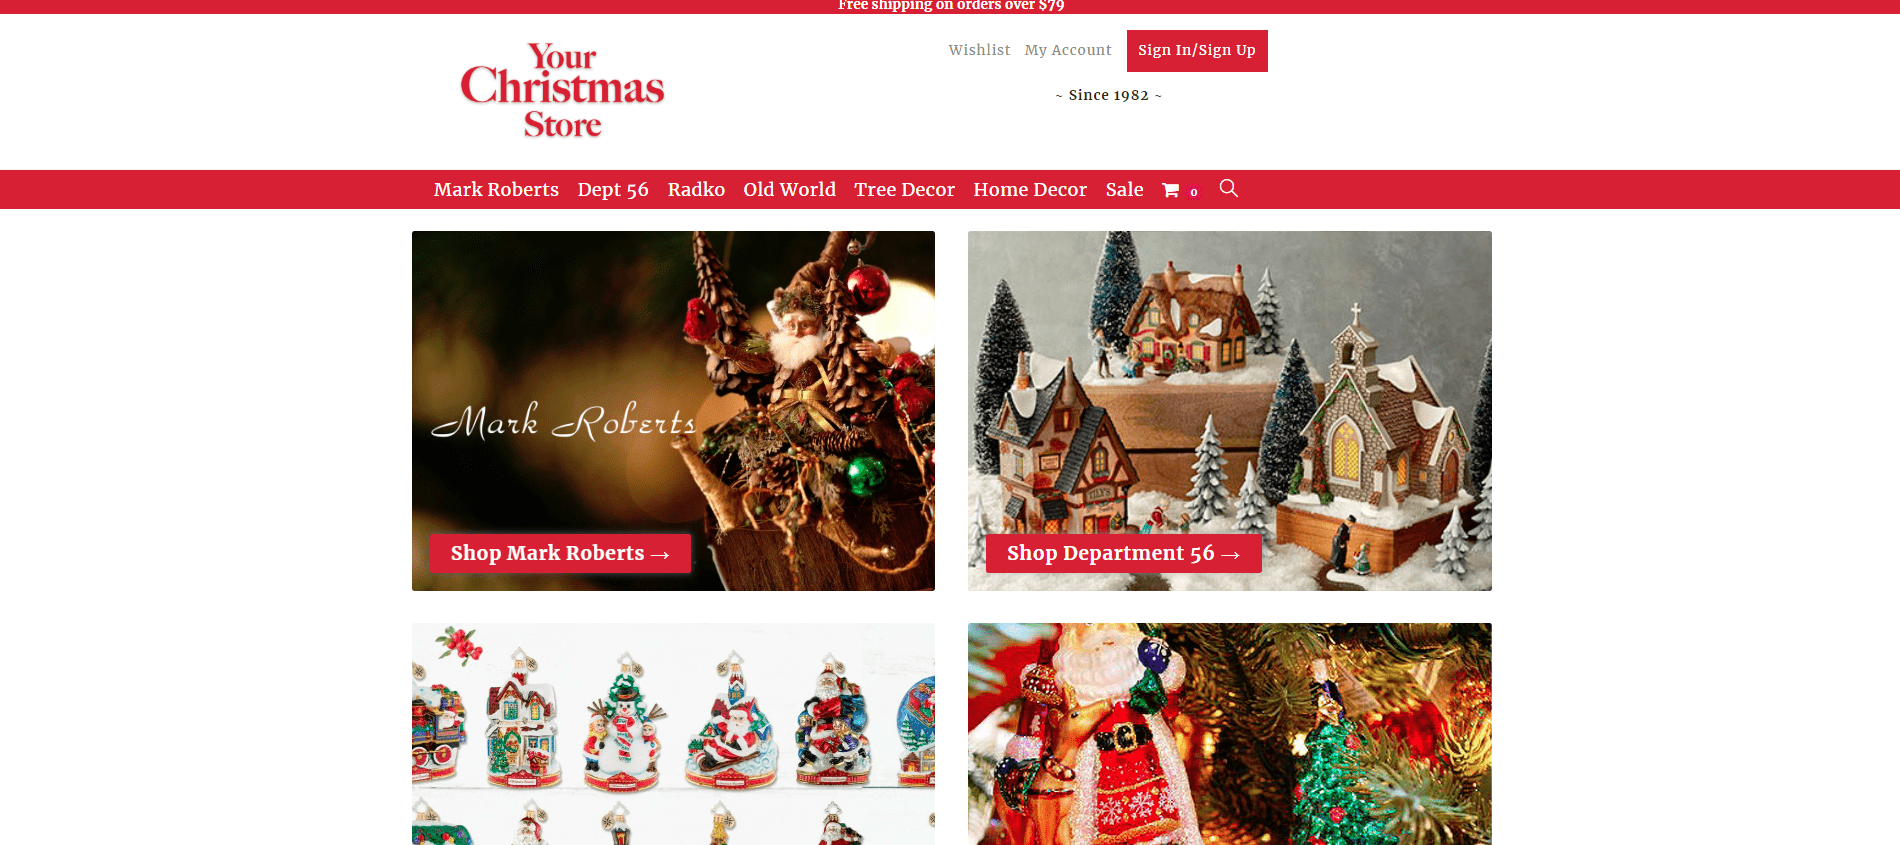 Free shipping on orders over $79
Your
Christmas
Store
Wishlist My Account Sign In/Sign Up
~ Since 1982 ~
Mark Roberts Dept 56 Radko Old World Tree Decor Home Decor Sale 0
Mark Roberts
Shop Mark Roberts →
Shop Department 56 →